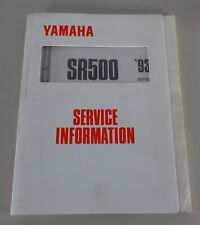 YAMAHA
SR500 '93
SERVICE
INFORMATION